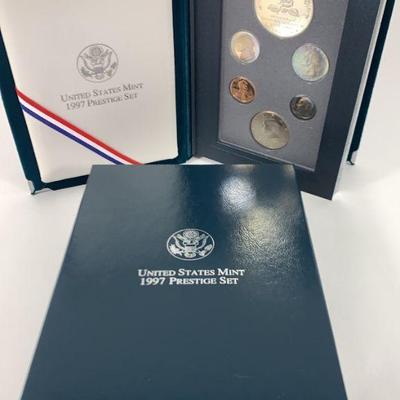 UNITED STATES MINT
1997 PRESTIGE SET
UNITED STATES MINT
1997 PRESTIGE SET